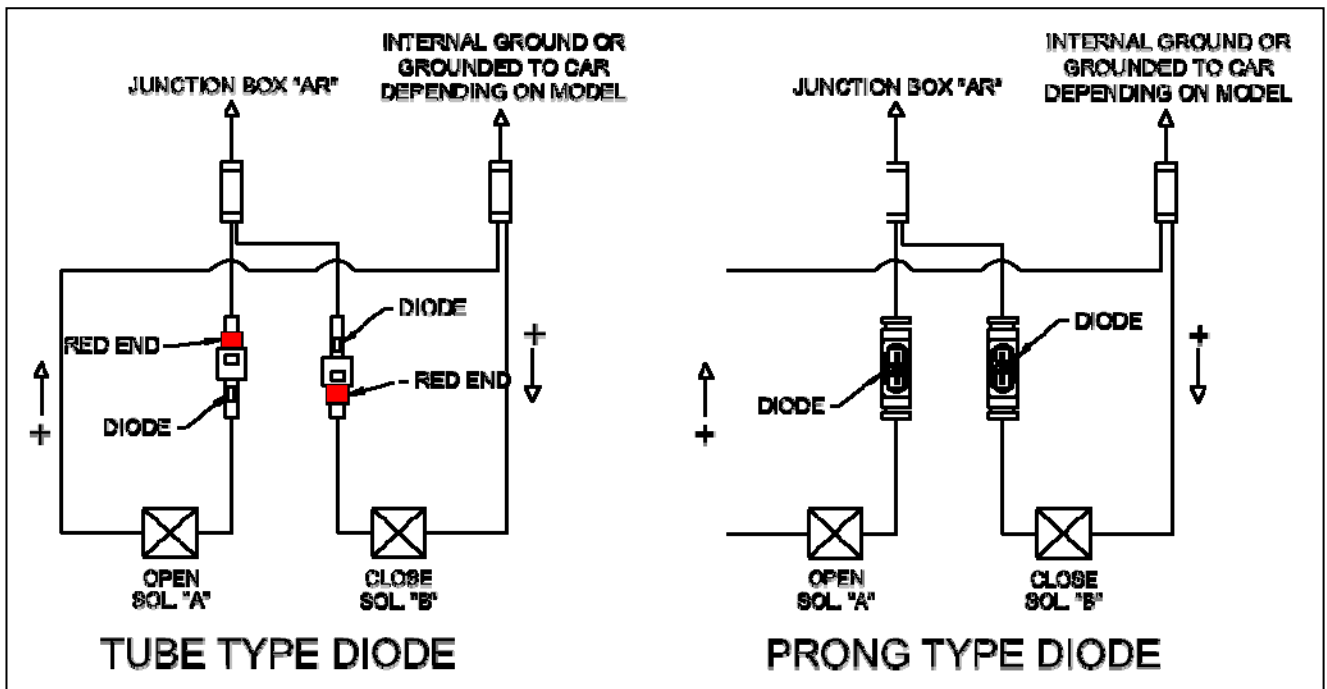 JUNCTION BOX "AR"
INTERNAL GROUND OR
GROUNDED TO CAR
DEPENDING ON MODEL
DIODE
RED END
RED END
DIODE
+
+
OPEN
SOL. "A"
CLOSE
SOL. "B"
TUBE TYPE DIODE
JUNCTION BOX "AR"
INTERNAL GROUND OR
GROUNDED TO CAR
DEPENDING ON MODEL
DIODE
DIODE
+
+
OPEN
SOL. "A"
CLOSE
SOL. "B"
PRONG TYPE DIODE